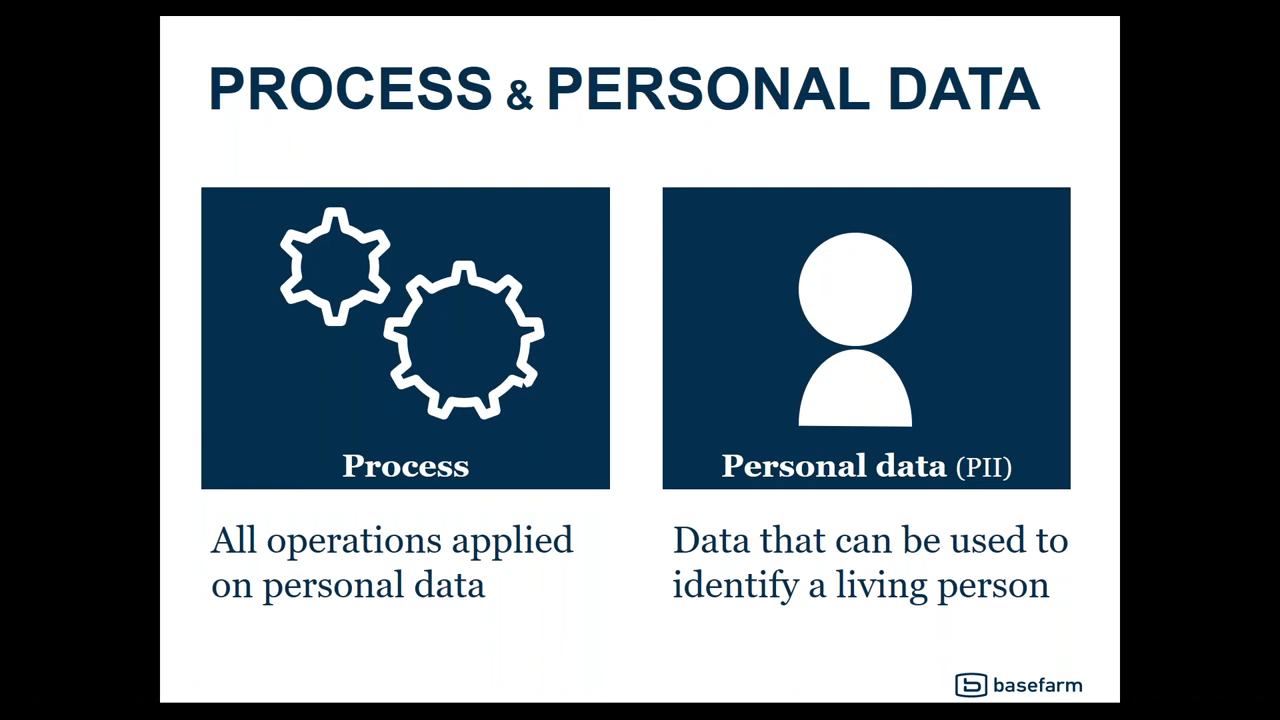 PROCESS & PERSONAL DATA
Process
All operations applied
on personal data
Personal data (PII)
Data that can be used to
identify a living person
basefarm